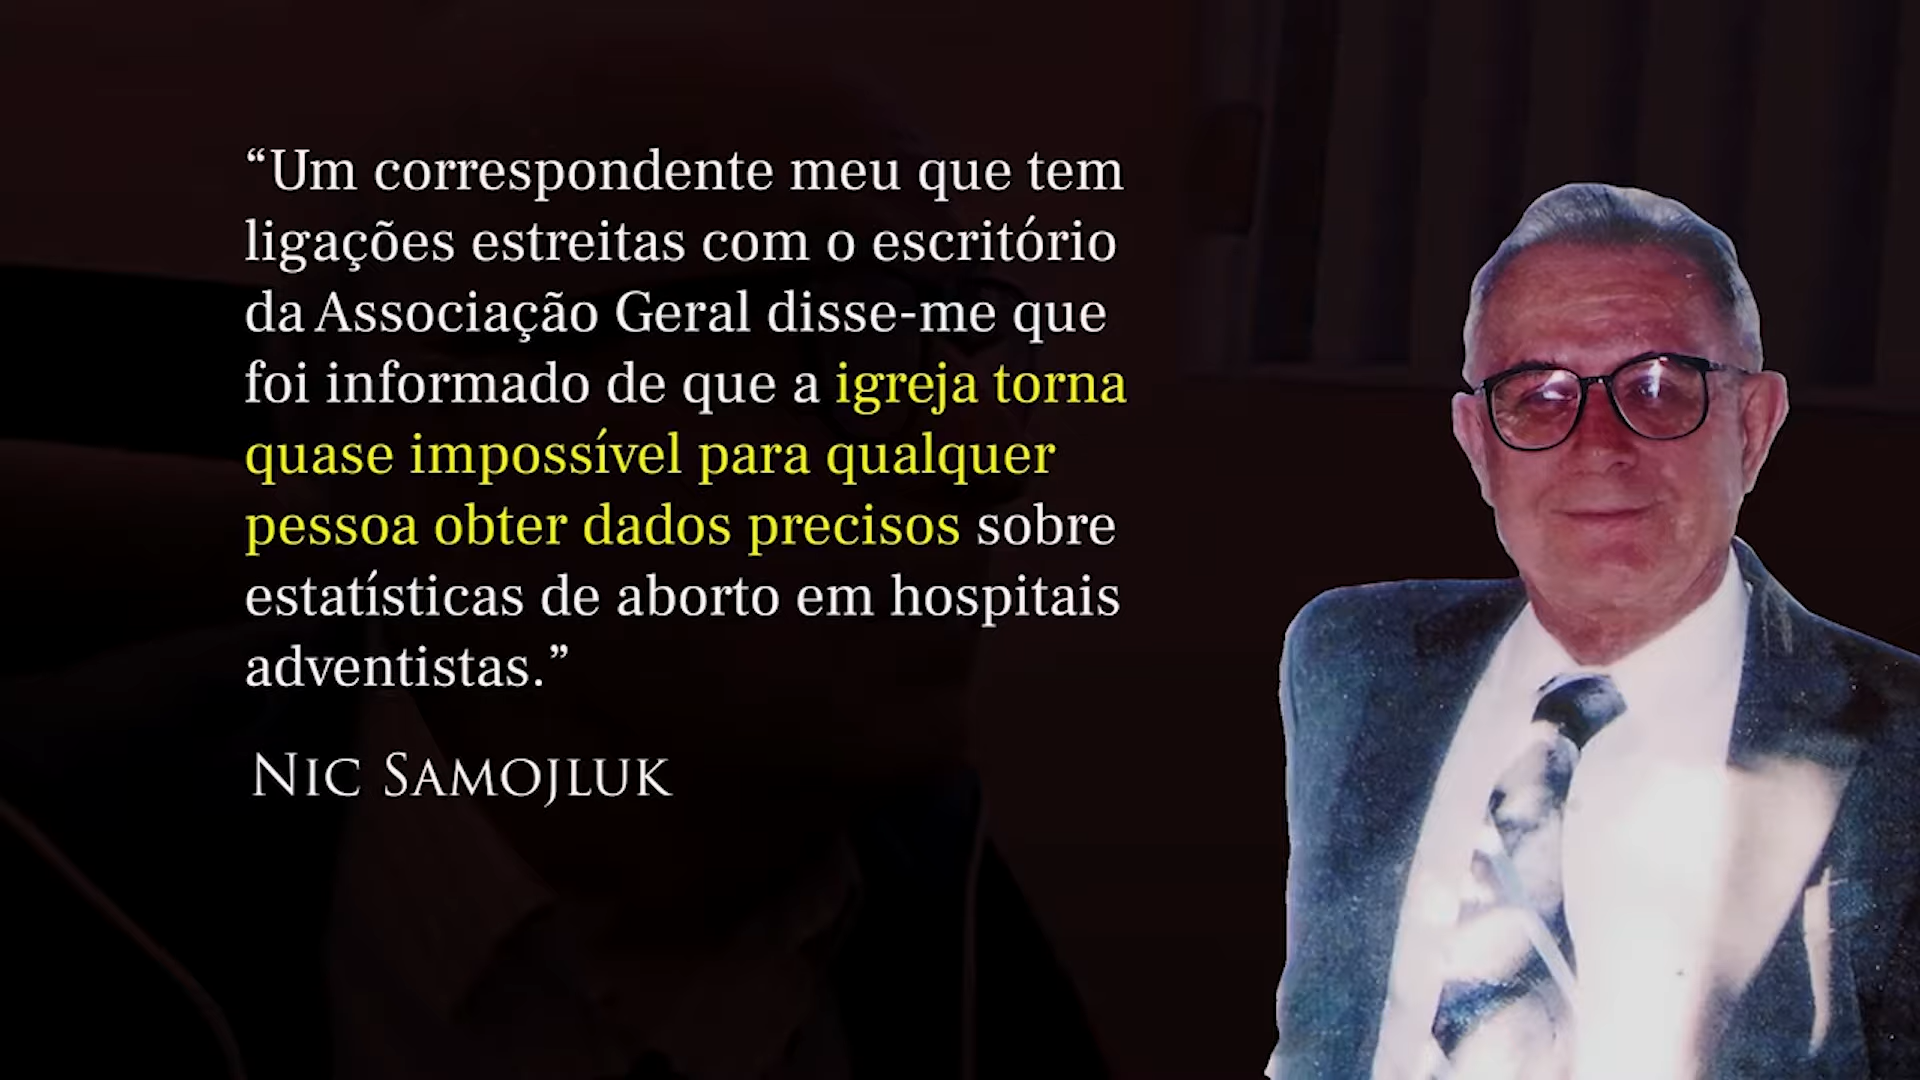 “Um correspondente meu que tem
ligações estreitas com o escritório
da Associação Geral disse-me que
foi informado de que a igreja torna
quase impossível para qualquer
pessoa obter dados precisos sobre
estatísticas de aborto em hospitais
adventistas.”
Nic Samojluk